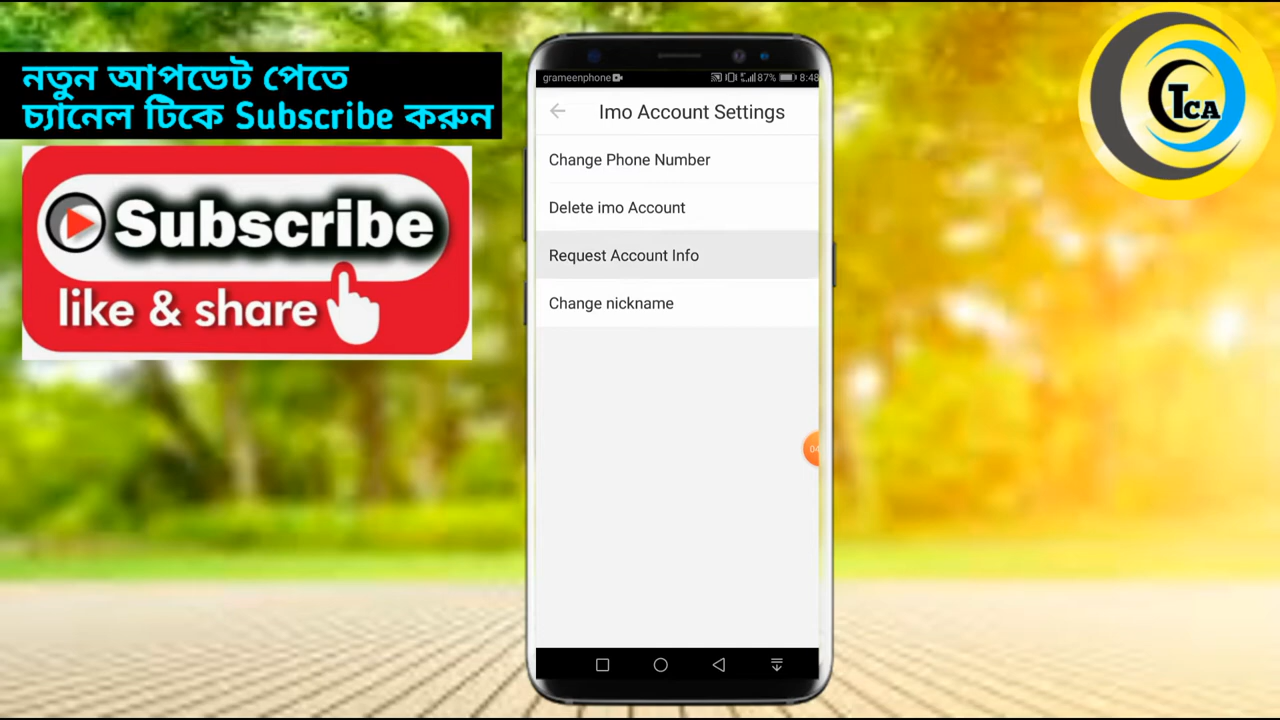 নতুন আপডেট পেতে
চ্যানেল টিকে Subscribe করুন
Subscribe
like & share
TCA
grameenphone
87% 8:48
Imo Account Settings
Change Phone Number
Delete imo Account
Request Account Info
Change nickname
04